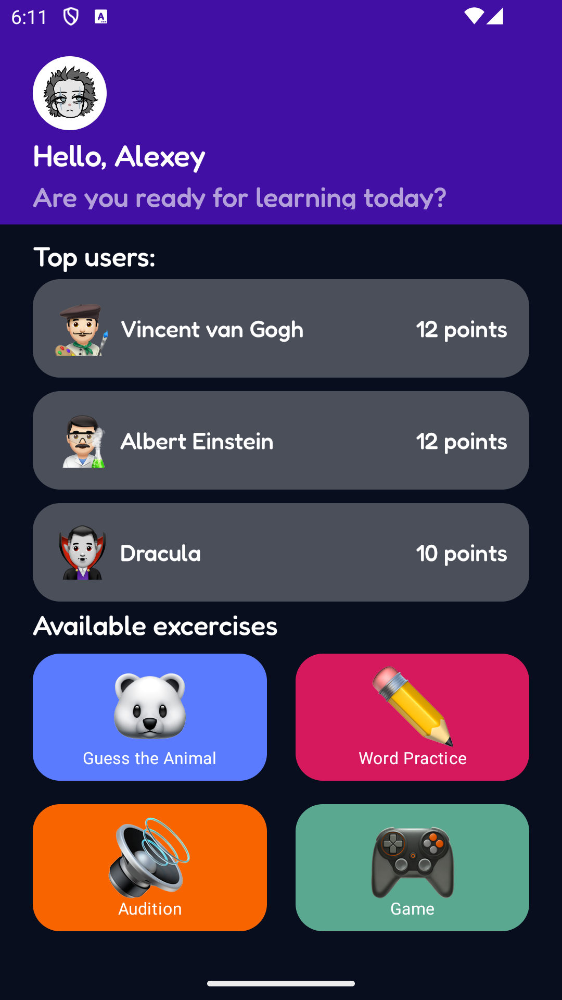 6:11
Hello, Alexey
Are you ready for learning today?
Top users:
Vincent van Gogh 12 points
Albert Einstein 12 points
Dracula 10 points
Available excercises
Guess the Animal Word Practice
Audition Game